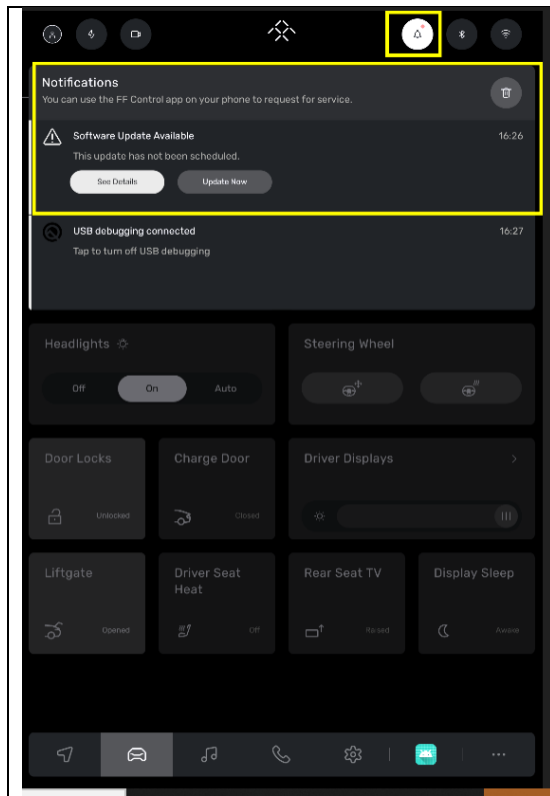 Notifications
You can use the FF Control app on your phone to request for service.
Software Update Available 16:26
This update has not been scheduled.
See Details Update Now
USB debugging connected 16:27
Tap to turn off USB debugging
Headlights Steering Wheel
Off On Auto
Door Locks Charge Door Driver Displays
Unlocked Closed
Liftgate Driver Seat Heat Rear Seat TV Display Sleep
Opened Off Raised Awake